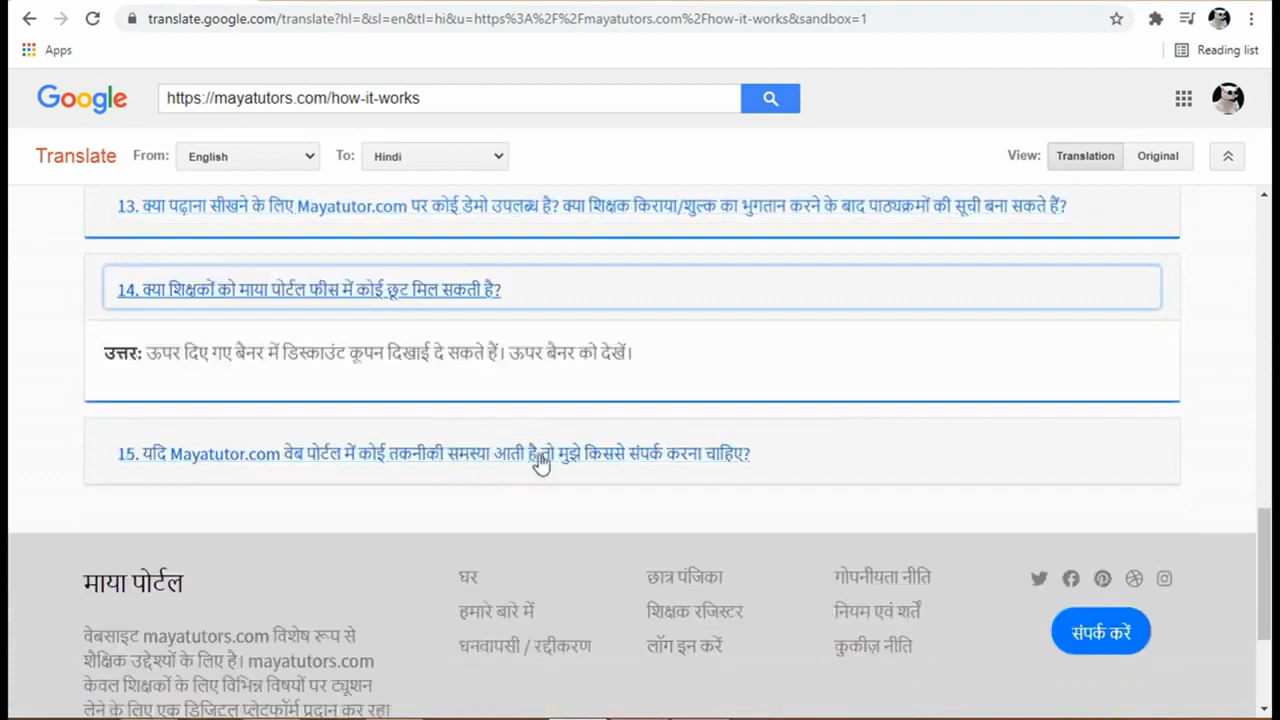 translate.google.com/translate?hl=&sl=en&tl=hi&u=https%3A%2F%2Fmayatutors.com%2Fhow-it-works&sandbox=1
Apps
Reading list
Google
https://mayatutors.com/how-it-works
Translate From: English To: Hindi View: Translation Original
13. क्या पढ़ाना सीखने के लिए Mayatutor.com पर कोई डेमो उपलब्ध है? क्या शिक्षक किराया/शुल्क का भुगतान करने के बाद पाठ्यक्रमों की सूची बना सकते हैं?
14. क्या शिक्षकों को माया पोर्टल फीस में कोई छूट मिल सकती है?
उत्तर: ऊपर दिए गए बैनर में डिस्काउंट कूपन दिखाई दे सकते हैं। ऊपर बैनर को देखें।
15. यदि Mayatutor.com वेब पोर्टल में कोई तकनीकी समस्या आती है तो मुझे किससे संपर्क करना चाहिए?
माया पोर्टल
वेबसाइट mayatutors.com विशेष रूप से
शैक्षिक उद्देश्यों के लिए है। mayatutors.com
केवल शिक्षकों के लिए विभिन्न विषयों पर ट्यूशन
लेने के लिए एक डिजिटल प्लेटफॉर्म प्रदान कर रहा
घर
हमारे बारे में
धनवापसी / रद्दीकरण
छात्र पंजिका
शिक्षक रजिस्टर
लॉग इन करें
गोपनीयता नीति
नियम एवं शर्तें
कुकीज़ नीति
संपर्क करें